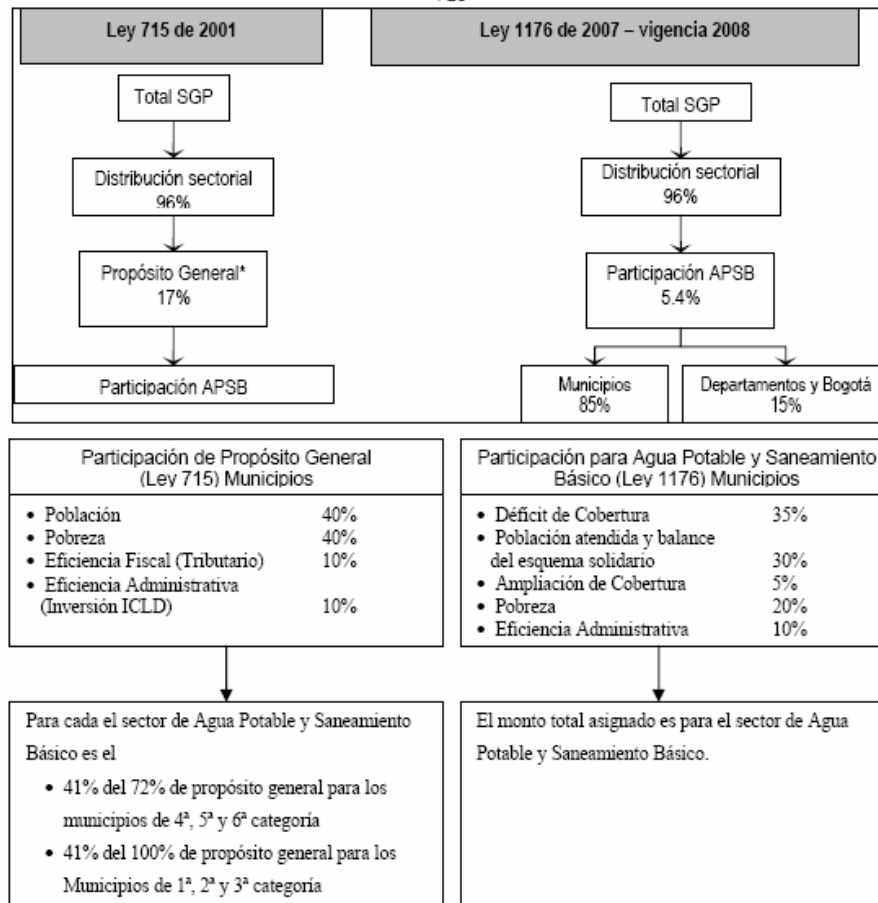 Ley 715 de 2001
Ley 1176 de 2007 – vigencia 2008
Total SGP
Distribución sectorial
96%
Propósito General*
17%
Participación APSB
Total SGP
Distribución sectorial
96%
Participación APSB
5.4%
Municipios
85%
Departamentos y Bogotá
15%
Participación de Propósito General
(Ley 715) Municipios
• Población 40%
• Pobreza 40%
• Eficiencia Fiscal (Tributario) 10%
• Eficiencia Administrativa
(Inversión ICLD) 10%
Para cada el sector de Agua Potable y Saneamiento
Básico es el
• 41% del 72% de propósito general para los
municipios de 4ª, 5ª y 6ª categoría
• 41% del 100% de propósito general para los
Municipios de 1ª, 2ª y 3ª categoría
Participación para Agua Potable y Saneamiento
Básico (Ley 1176) Municipios
• Déficit de Cobertura 35%
• Población atendida y balance
del esquema solidario 30%
• Ampliación de Cobertura 5%
• Pobreza 20%
• Eficiencia Administrativa 10%
El monto total asignado es para el sector de Agua
Potable y Saneamiento Básico.